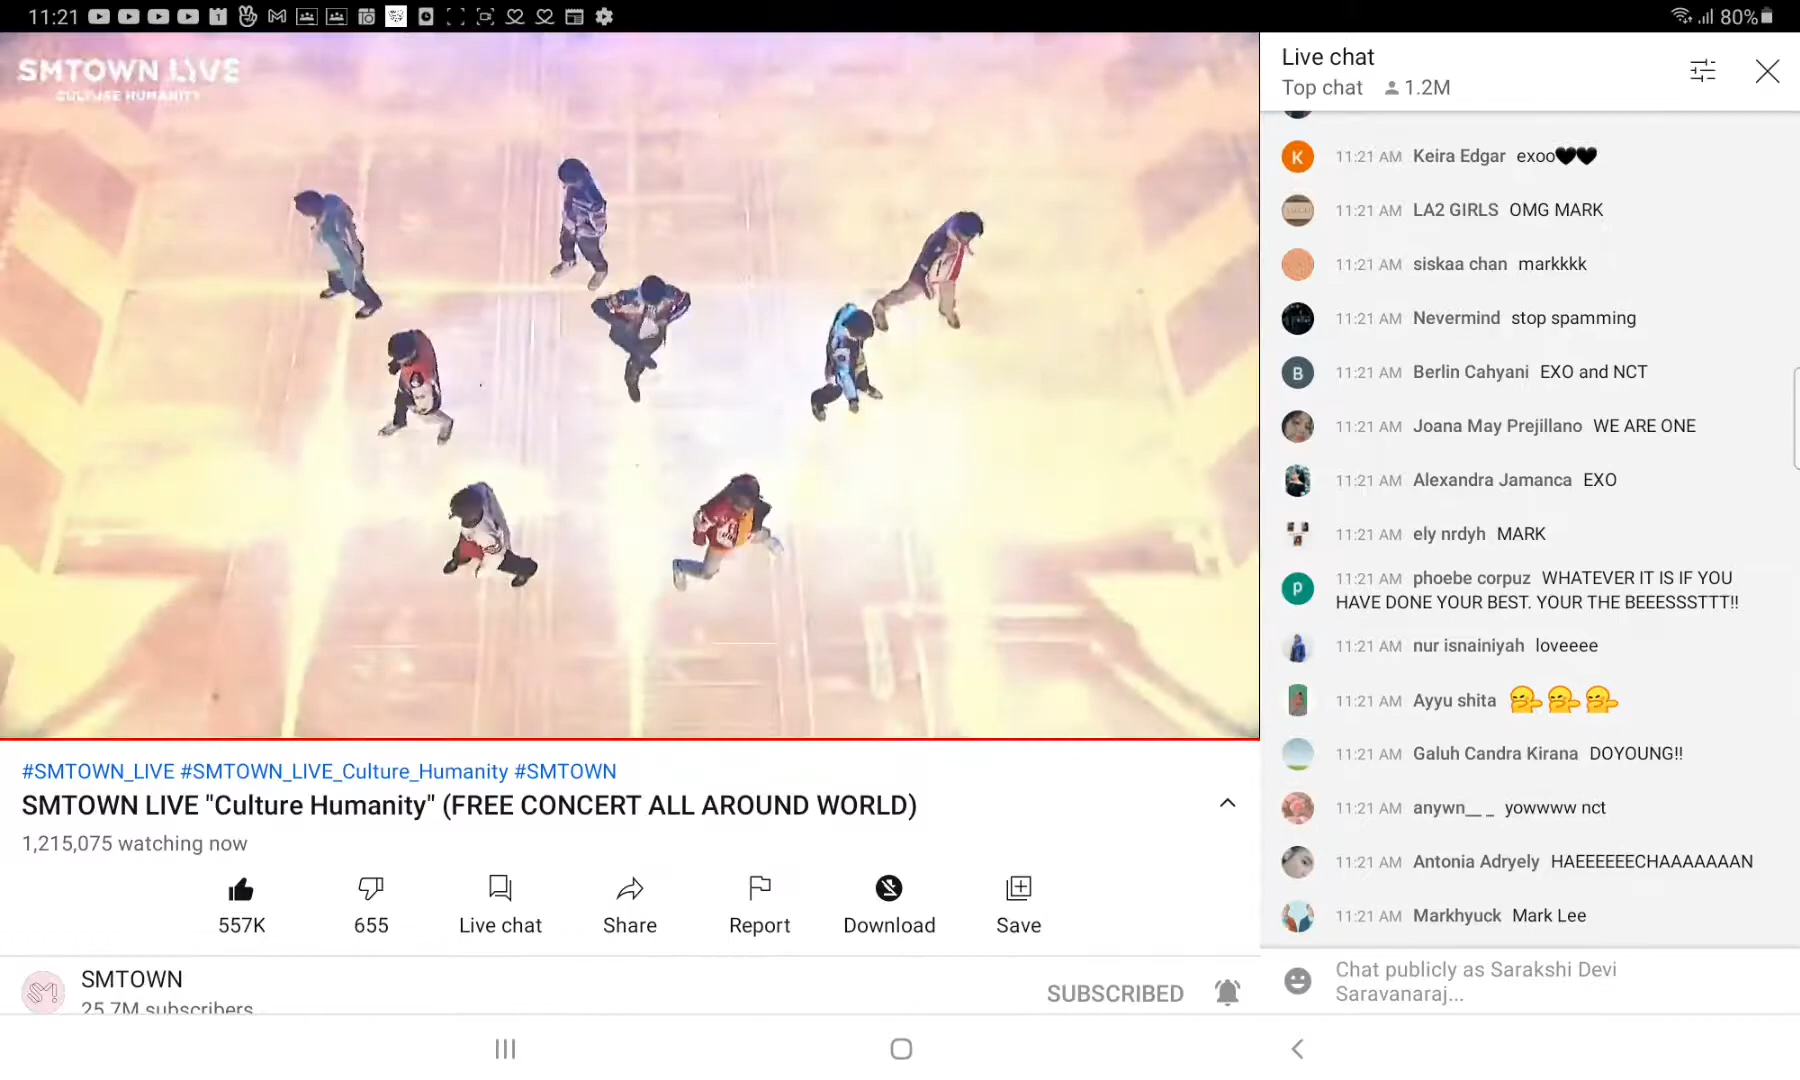 11:21
80%
SMTOWN LIVE
CULTURE HUMANITY
Live chat
Top chat 1.2M
11:21 AM Keira Edgar exoo🖤🖤
11:21 AM LA2 GIRLS OMG MARK
11:21 AM siskaa chan markkkk
11:21 AM Nevermind stop spamming
11:21 AM Berlin Cahyani EXO and NCT
11:21 AM Joana May Prejillano WE ARE ONE
11:21 AM Alexandra Jamanca EXO
11:21 AM ely nrdyh MARK
11:21 AM phoebe corpuz WHATEVER IT IS IF YOU
HAVE DONE YOUR BEST. YOUR THE BEEESSSTTT!!
11:21 AM nur isnainiyah loveeee
11:21 AM Ayyu shita
11:21 AM Galuh Candra Kirana DOYOUNG!!
11:21 AM anywn__ _ yowwww nct
11:21 AM Antonia Adryely HAEEEEEECHAAAAAAAN
11:21 AM Markhyuck Mark Lee
Chat publicly as Sarakshi Devi
Saravanaraj...
#SMTOWN_LIVE #SMTOWN_LIVE_Culture_Humanity #SMTOWN
SMTOWN LIVE "Culture Humanity" (FREE CONCERT ALL AROUND WORLD)
1,215,075 watching now
557K 655 Live chat Share Report Download Save
SMTOWN
25.7M subscribers
SUBSCRIBED